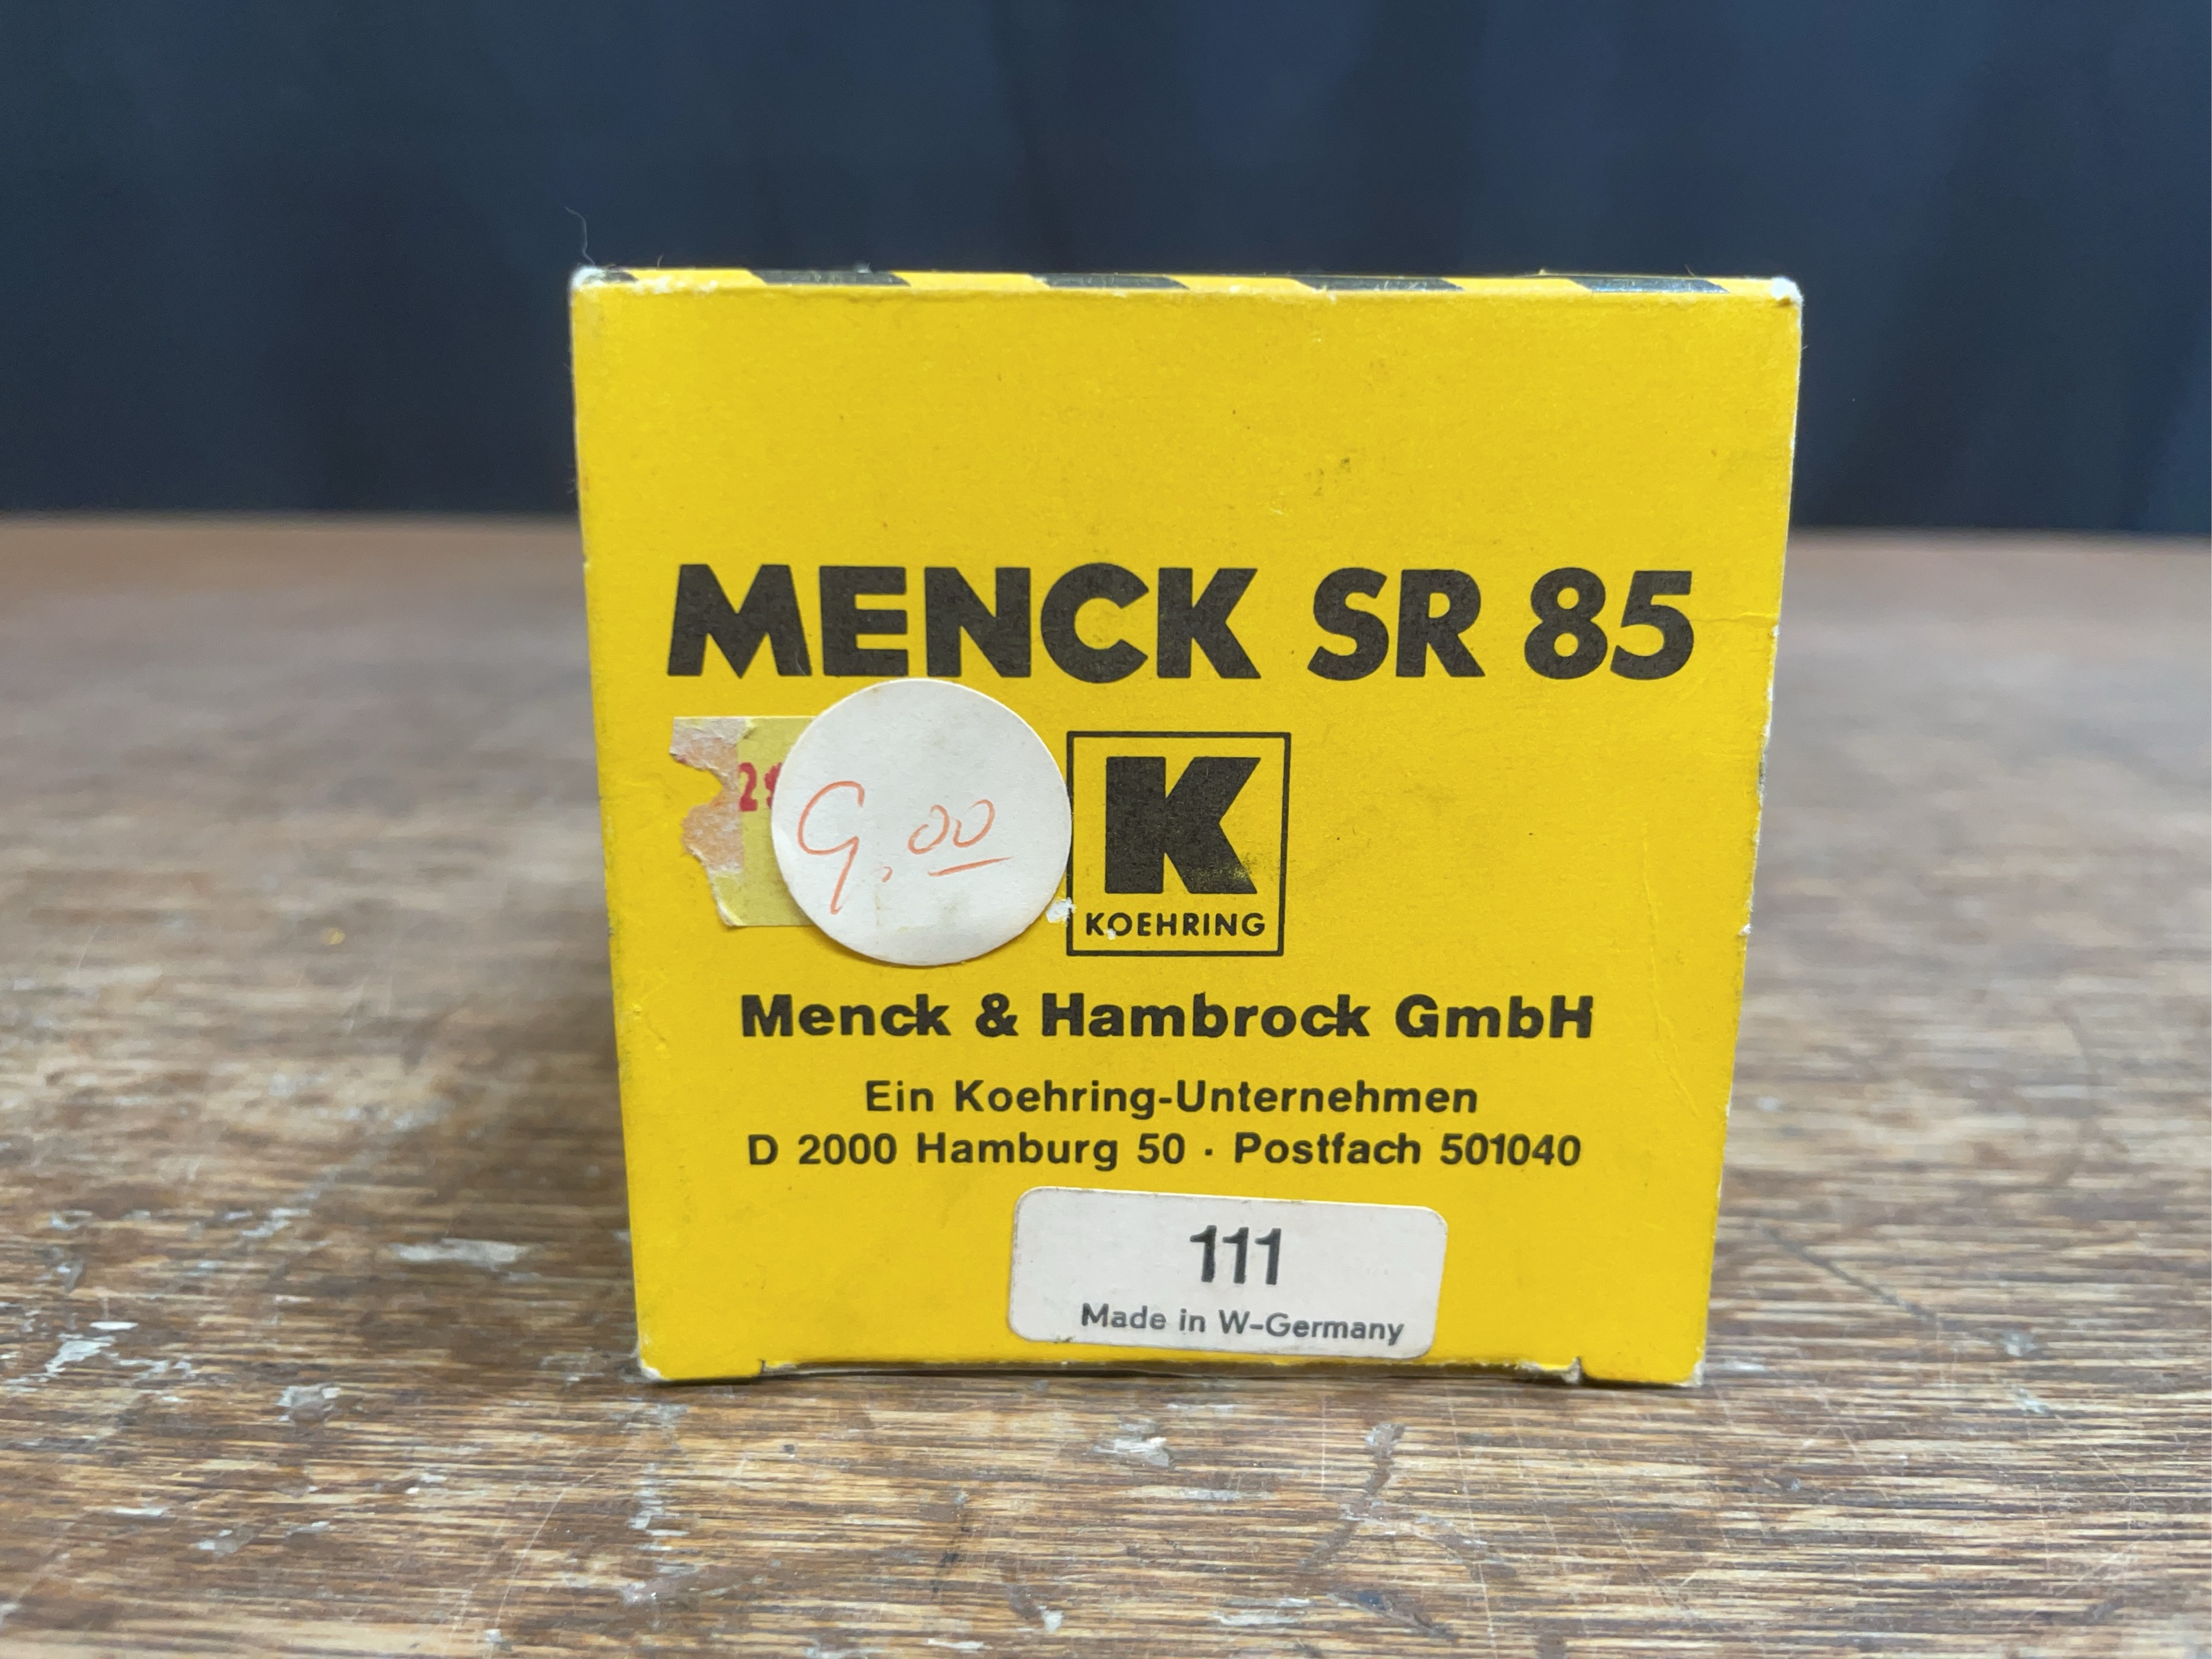 MENCK SR 85
9.00
K
KOEHRING
Menck & Hambrock GmbH
Ein Koehring-Unternehmen
D 2000 Hamburg 50 · Postfach 501040
111
Made in W-Germany